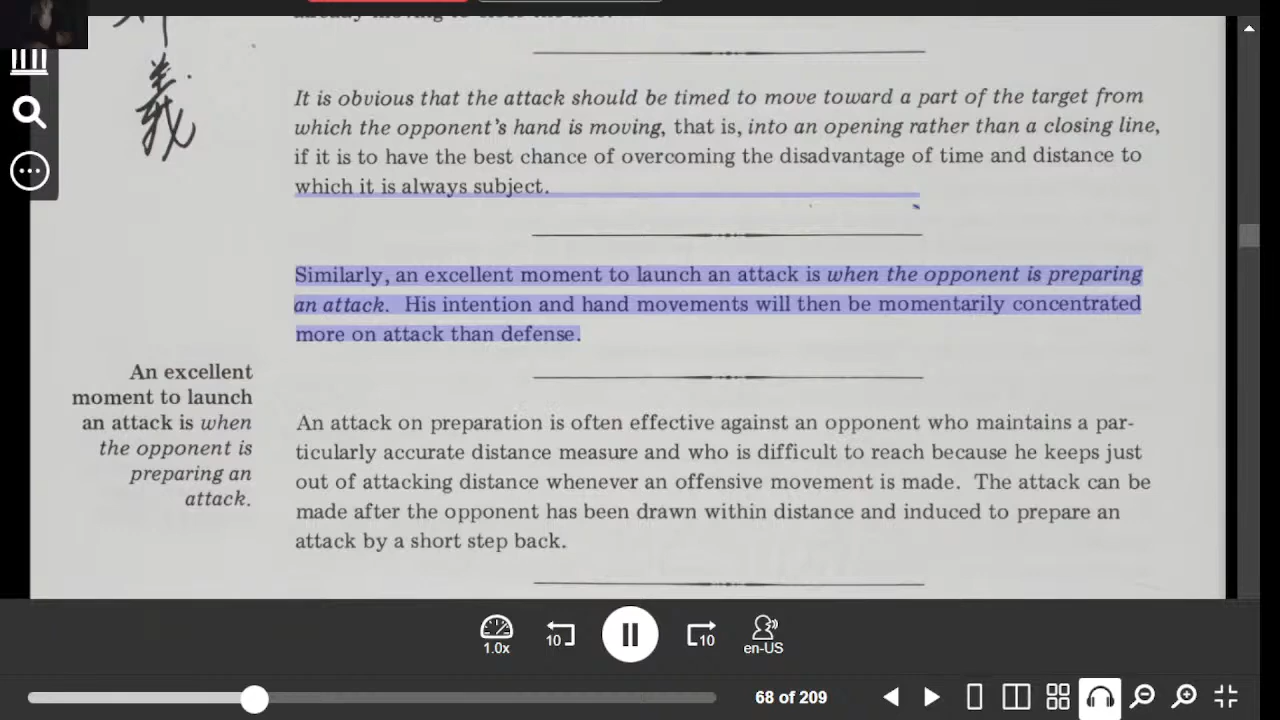 It is obvious that the attack should be timed to move toward a part of the target from
which the opponent's hand is moving, that is, into an opening rather than a closing line,
if it is to have the best chance of overcoming the disadvantage of time and distance to
which it is always subject.
Similarly, an excellent moment to launch an attack is when the opponent is preparing
an attack. His intention and hand movements will then be momentarily concentrated
more on attack than defense.
An excellent
moment to launch
an attack is when
the opponent is
preparing an
attack.
An attack on preparation is often effective against an opponent who maintains a par-
ticularly accurate distance measure and who is difficult to reach because he keeps just
out of attacking distance whenever an offensive movement is made. The attack can be
made after the opponent has been drawn within distance and induced to prepare an
attack by a short step back.
1.0x
10
10
en-US
68 of 209